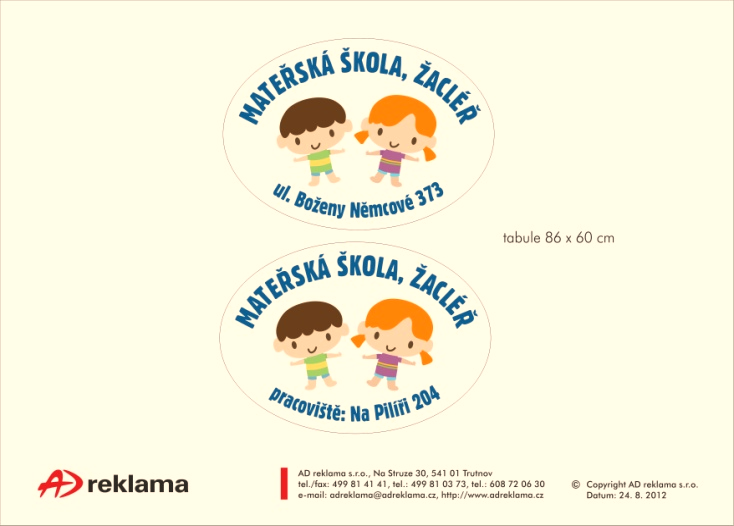 MATEŘSKÁ ŠKOLA, ŽACLÉŘ
ul. Boženy Němcové 373
tabule 86 x 60 cm
MATEŘSKÁ ŠKOLA, ŽACLÉŘ
pracoviště: Na Pilíři 204
AD reklama
AD reklama s.r.o., Na Struze 30, 541 01 Trutnov
tel./fax: 499 81 41 41, tel.: 499 81 03 73, tel.: 608 72 06 30
e-mail: adreklama@adreklama.cz, http://www.adreklama.cz
© Copyright AD reklama s.r.o.
Datum: 24. 8. 2012